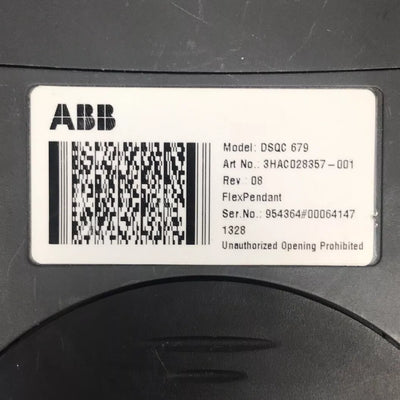 ABB
Model: DSQC 679
Art No.: 3HAC028357-001
Rev.: 08
FlexPendant
Ser.No.: 954364#00064147
1328
Unauthorized Opening Prohibited